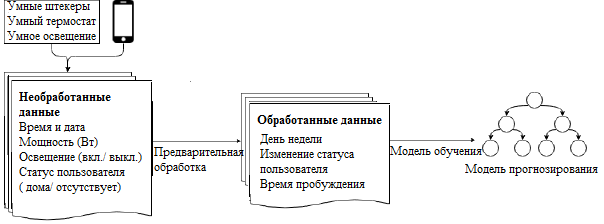 Умные штекеры
Умный термостат
Умное освещение
Необработанные
данные
Время и дата
Мощность (Вт)
Освещение (вкл./ выкл.)
Статус пользователя
( дома/ отсутствует)
Предварительная
обработка
Обработанные данные
День недели
Изменение статуса
пользователя
Время пробуждения
Модель обучения
Модель прогнозирования